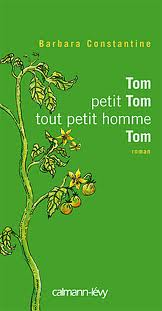 Barbara Constantine
Tom
petit Tom
tout petit homme
Tom
roman
calmann-lévy